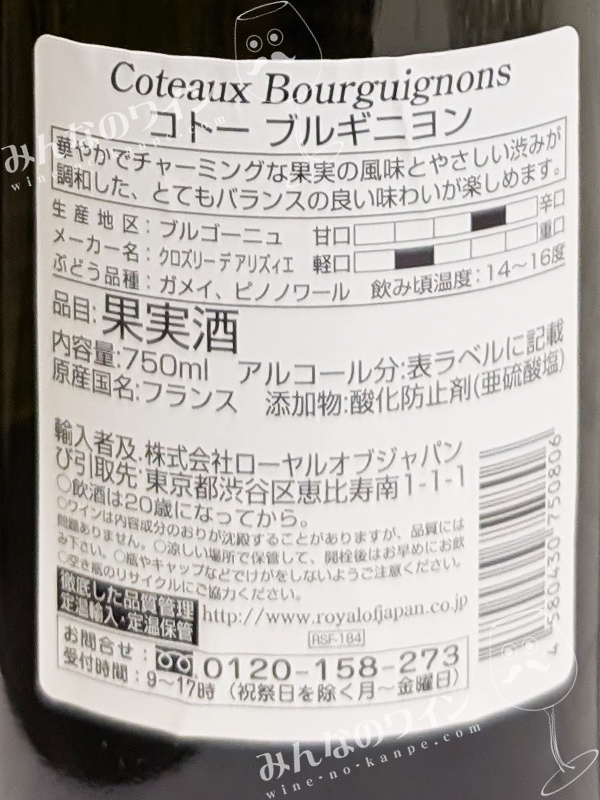 Coteaux Bourguignons
コトー ブルギニヨン
華やかでチャーミングな果実の風味とやさしい渋みが
調和した、とてもバランスの良い味わいが楽しめます。
生産地区：ブルゴーニュ 甘口 辛口
メーカー名：クロズリー デ アリズィエ 軽口 重口
ぶどう品種：ガメイ、ピノノワール 飲み頃温度：14～16度
品目:果実酒
内容量:750ml アルコール分:表ラベルに記載
原産国名:フランス 添加物:酸化防止剤(亜硫酸塩)
輸入者及び引取先:株式会社ローヤルオブジャパン
東京都渋谷区恵比寿南1-1-1
○飲酒は20歳になってから。
○ワインは内容成分のおりが沈殿することがありますが、品質には
問題ありません。○涼しい場所で保管して、開栓後はお早めにお飲
み下さい。○瓶やキャップなどでけがをしないようご注意ください。
○空き瓶のリサイクルにご協力ください。
徹底した品質管理
定温輸入・定温保管
http://www.royalofjapan.co.jp
RSF-184
お問合せ： 0120-158-273
受付時間：9～17時（祝祭日を除く月～金曜日）
4 580430 750806
みんなのワイン
wine-no-kanpe.com
みんなのワイン
wine-no-kanpe.com